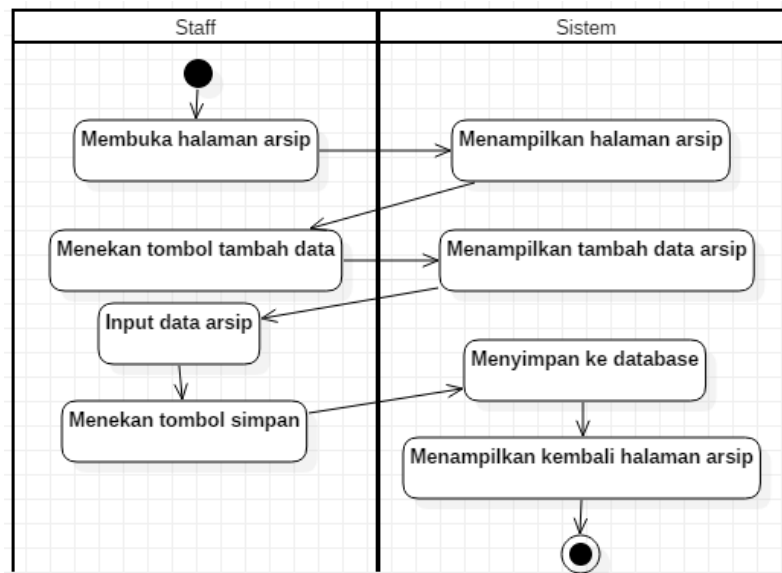 Staff
Sistem
Membuka halaman arsip
Menampilkan halaman arsip
Menekan tombol tambah data
Menampilkan tambah data arsip
Input data arsip
Menekan tombol simpan
Menyimpan ke database
Menampilkan kembali halaman arsip